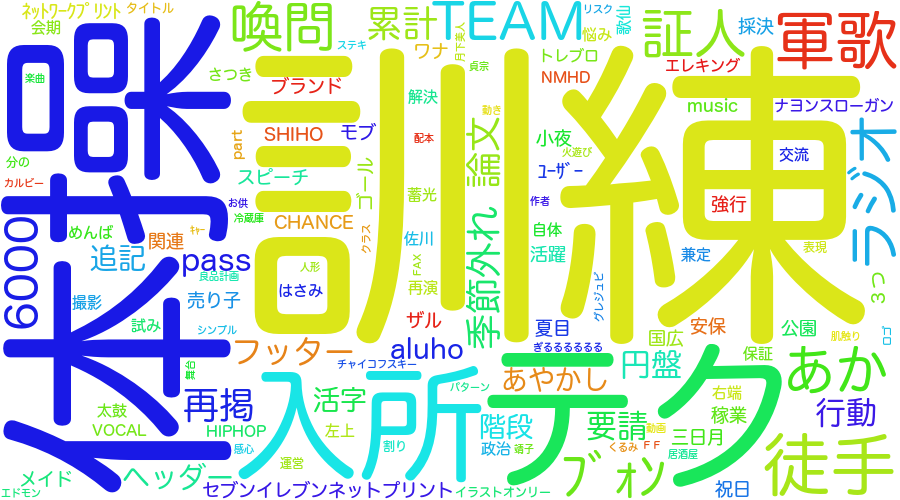 ネットワークプリント
タイトル
会期
喚問
累計
TEAM
リスク
歌仙
証人
採決
軍歌
体操
楽曲
ステキ
ワナ
月下美人
悩み
トレブロ
エレキング
さつき
ブランド
貞宗
NMHD
訓練
解決
動き
music
ナヨンスローガン
part
SHIHO
モブ
配本
論文
小夜
火遊び
ラジオ
分の
スピーチ
ゴール
ユーザー
交流
カルビー
お供
蓄光
作者
強行
冷蔵庫
CHANCE
6000
めんば
関連
キャー
クラス
佐川
季節外れ
自体
活躍
兼定
表現
追記
pass
人形
FAX
良品計画
はさみ
再演
グレジュビ
3つ
撮影
売り子
試み
シンプル
ザル
夏目
安保
公園
肌触り
ロゴ
国広
フッター
aluho
ぎるるるるるる
保証
舞台
チャイコフスキー
テク
円盤
あか
入所
パターン
あやかし
再掲
活字
右端
稼業
行動
太鼓
VOCAL
HIPHOP
左上
階段
要請
動画
三日月
徒手
感心
割り
政治
くるみ
FF
居酒屋
メイド
ヘッダー
運営
ブォン
エドモン
セブンイレブンネットプリント
イラストオンリー
祝日